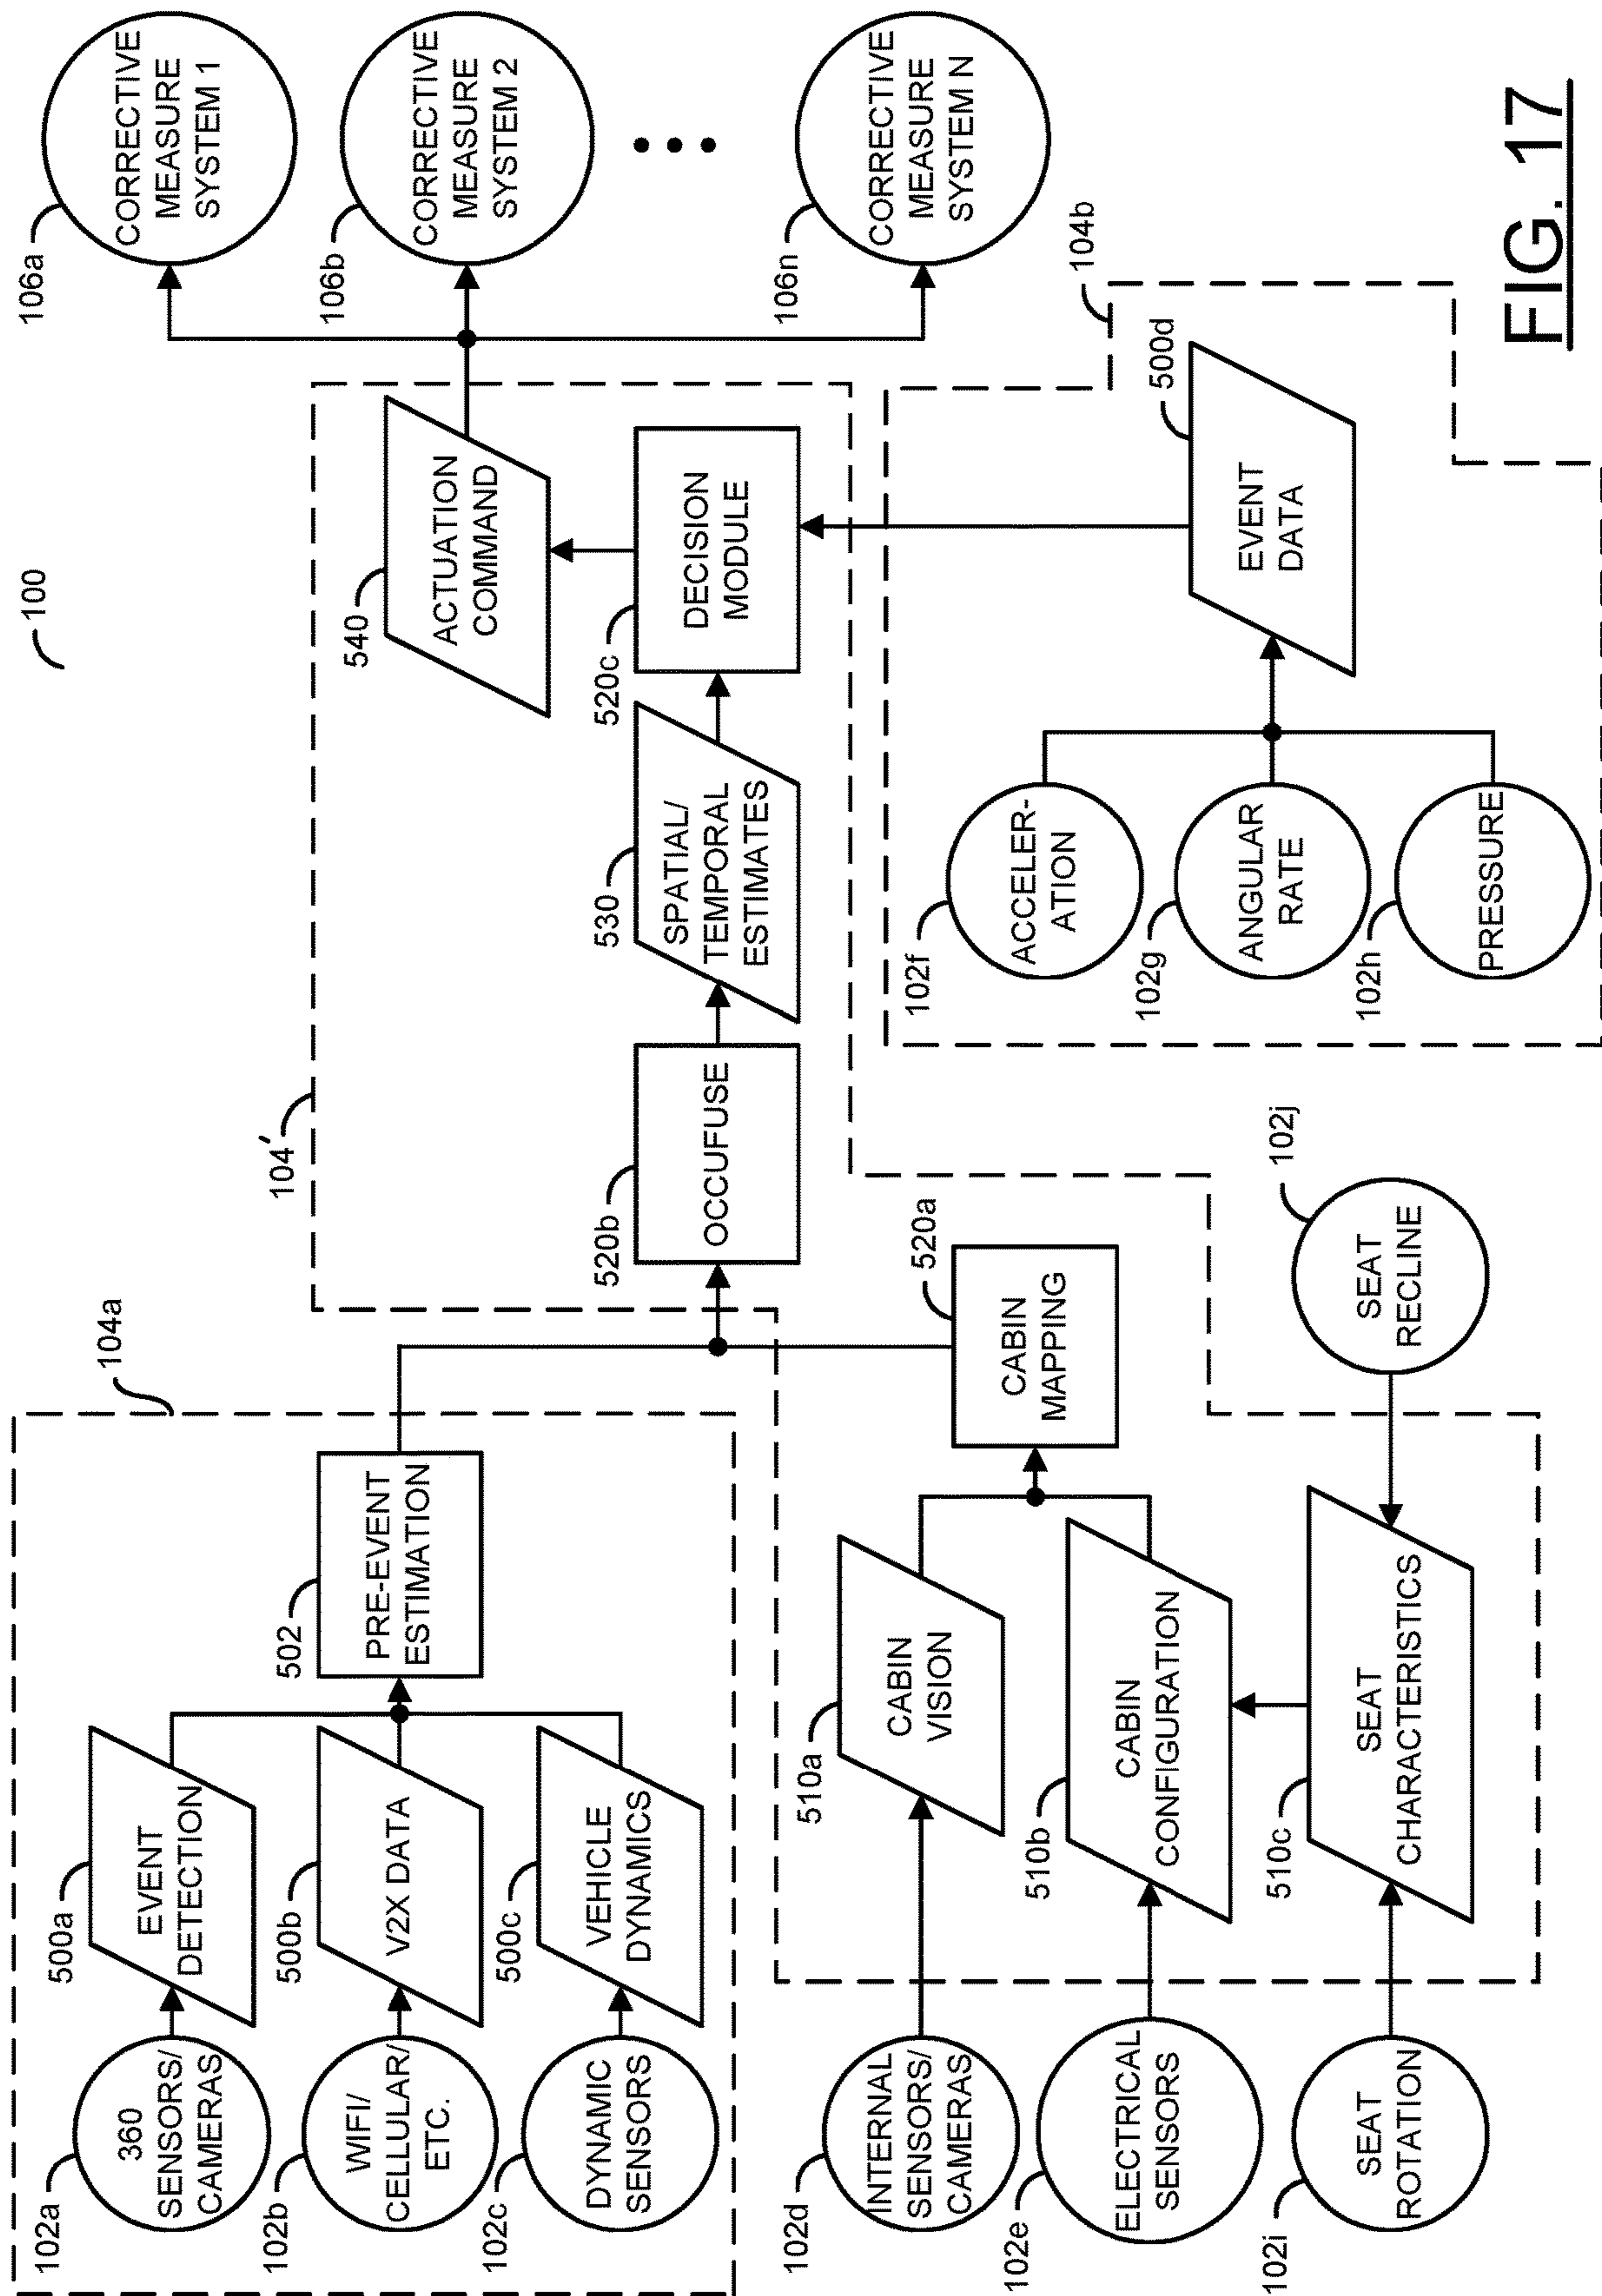 100
104a
102a
360
SENSORS/
CAMERAS
500a
EVENT
DETECTION
102b
WIFI/
CELLULAR/
ETC.
500b
V2X DATA
102c
DYNAMIC
SENSORS
500c
VEHICLE
DYNAMICS
502
PRE-EVENT
ESTIMATION
104'
520b
OCCUFUSE
530
SPATIAL/
TEMPORAL
ESTIMATES
520c
DECISION
MODULE
540
ACTUATION
COMMAND
106a
CORRECTIVE
MEASURE
SYSTEM 1
106b
CORRECTIVE
MEASURE
SYSTEM 2
106n
CORRECTIVE
MEASURE
SYSTEM N
102d
INTERNAL
SENSORS/
CAMERAS
510a
CABIN
VISION
102e
ELECTRICAL
SENSORS
510b
CABIN
CONFIGURATION
520a
CABIN
MAPPING
102i
SEAT
ROTATION
510c
SEAT
CHARACTERISTICS
102j
SEAT
RECLINE
104b
102f
ACCELER-
ATION
102g
ANGULAR
RATE
102h
PRESSURE
500d
EVENT
DATA
FIG. 17